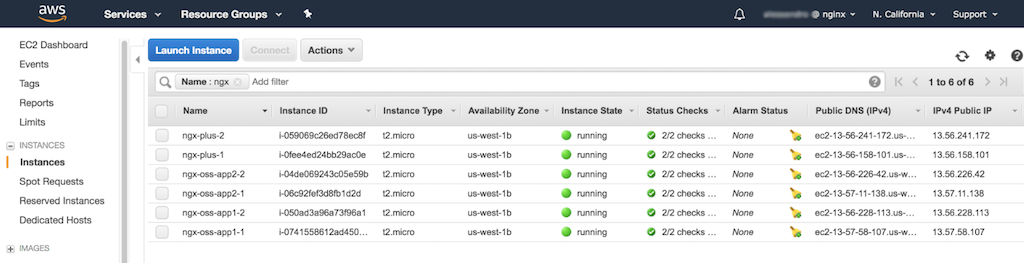 aws
Services Resource Groups @ nginx N. California Support
EC2 Dashboard
Events
Tags
Reports
Limits
INSTANCES
Instances
Spot Requests
Reserved Instances
Dedicated Hosts
IMAGES
Launch Instance Connect Actions
Name : ngx Add filter 1 to 6 of 6
Name Instance ID Instance Type Availability Zone Instance State Status Checks Alarm Status Public DNS (IPv4) IPv4 Public IP
ngx-plus-2 i-059069c26ed78ec8f t2.micro us-west-1b running 2/2 checks ... None ec2-13-56-241-172.us-... 13.56.241.172
ngx-plus-1 i-0fee4ed24bb29ac0e t2.micro us-west-1b running 2/2 checks ... None ec2-13-56-158-101.us-... 13.56.158.101
ngx-oss-app2-2 i-04de069243c05e59b t2.micro us-west-1b running 2/2 checks ... None ec2-13-56-226-42.us-w... 13.56.226.42
ngx-oss-app2-1 i-06c92fef3d8fb1d2d t2.micro us-west-1b running 2/2 checks ... None ec2-13-57-11-138.us-w... 13.57.11.138
ngx-oss-app1-2 i-050ad3a96a73f96a1 t2.micro us-west-1b running 2/2 checks ... None ec2-13-56-228-113.us-... 13.56.228.113
ngx-oss-app1-1 i-0741558612ad450... t2.micro us-west-1b running 2/2 checks ... None ec2-13-57-58-107.us-w... 13.57.58.107